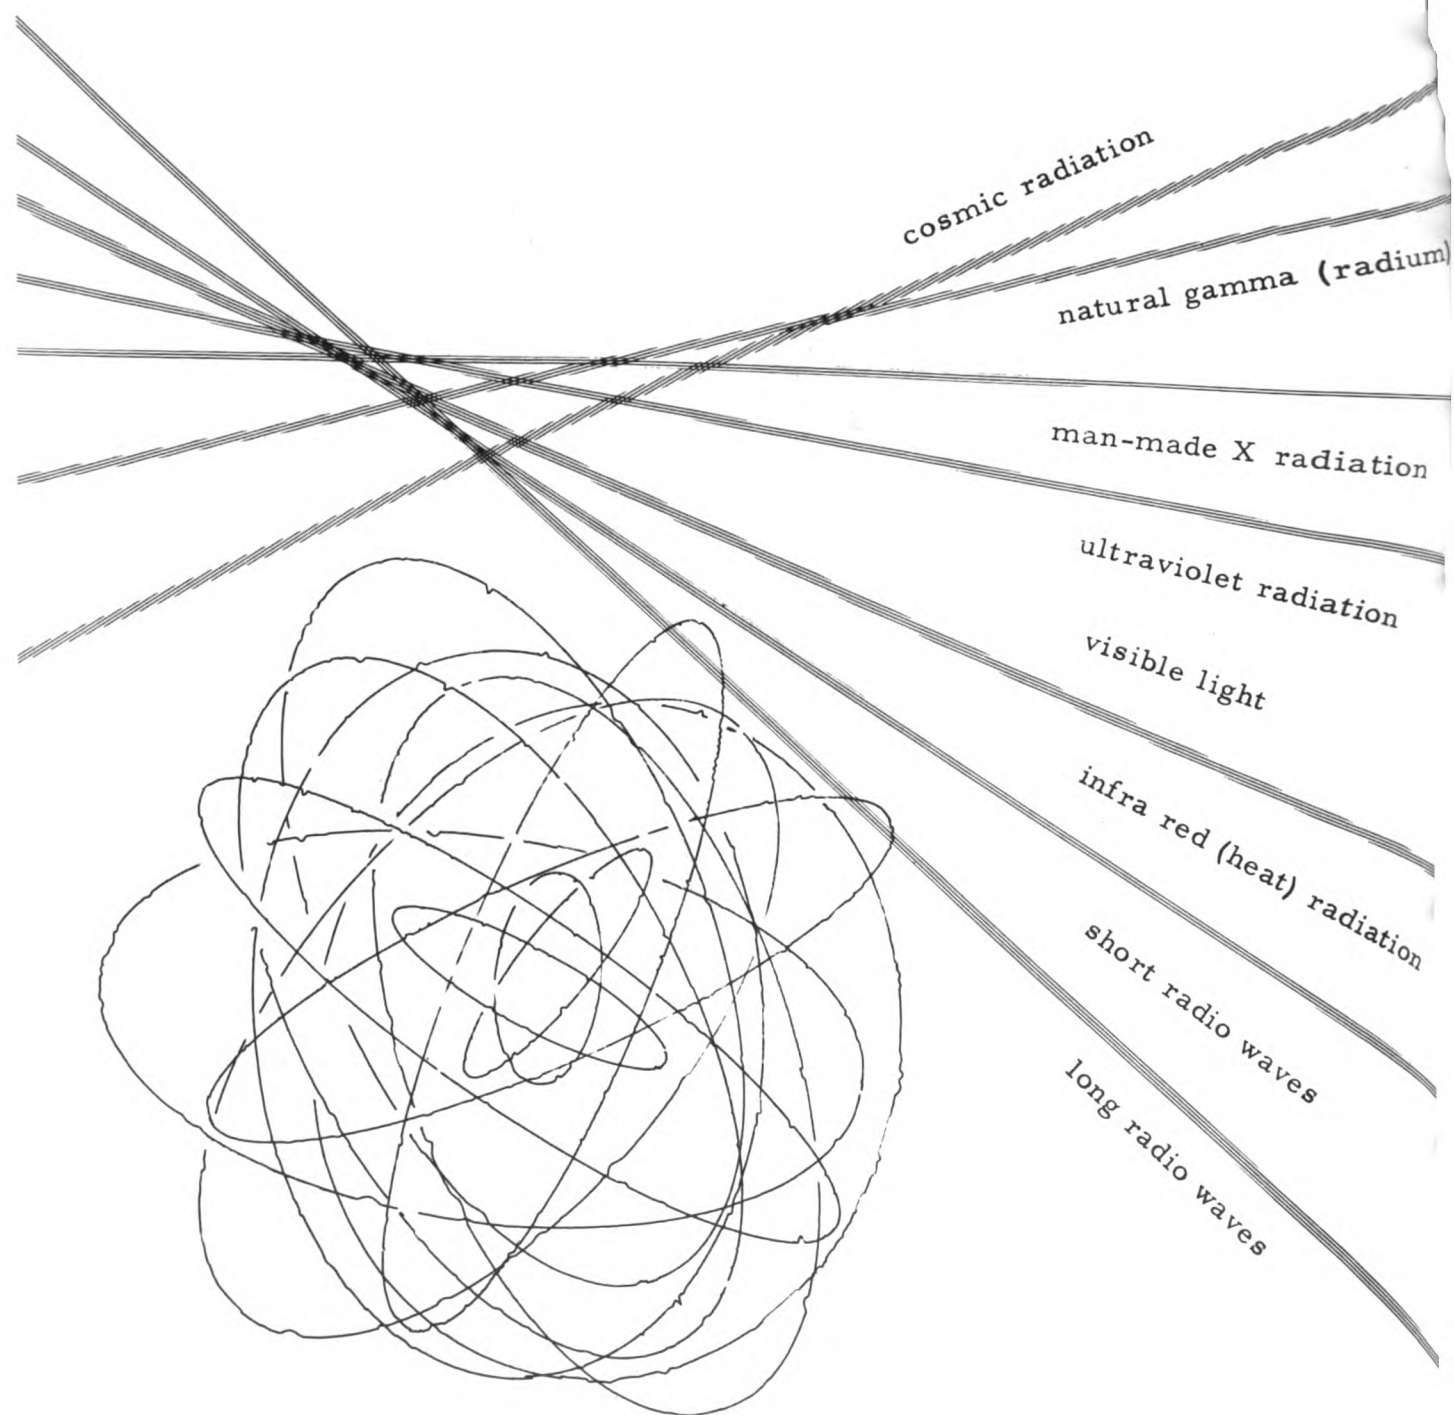 cosmic radiation
natural gamma (radium)
man-made X radiation
ultraviolet radiation
visible light
infra red (heat) radiation
short radio waves
long radio waves